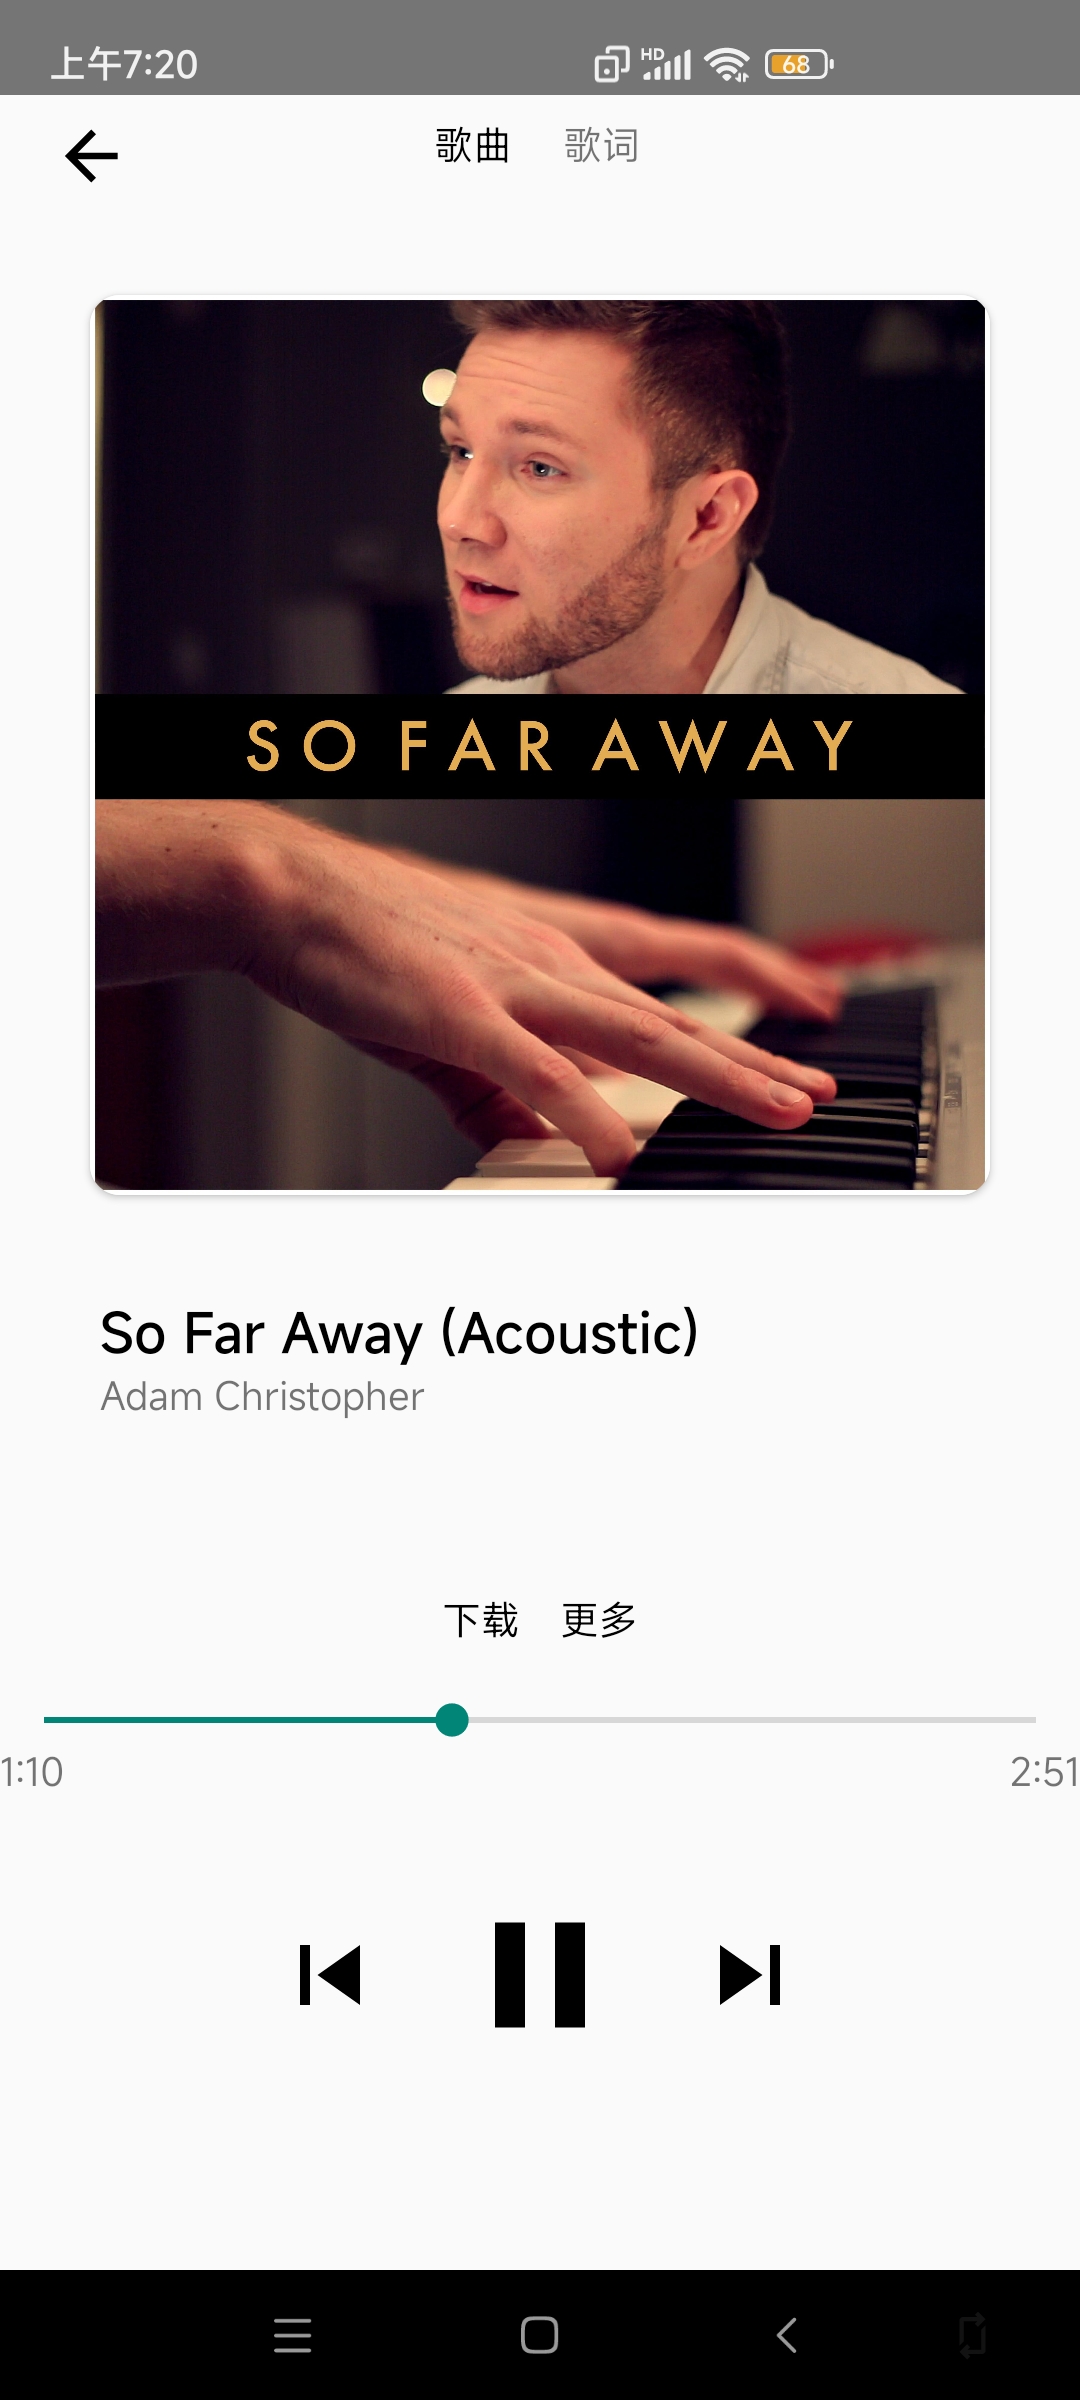 上午7:20 HD 68
歌曲 歌词
SO FAR AWAY
So Far Away (Acoustic)
Adam Christopher
下载 更多
1:10 2:51